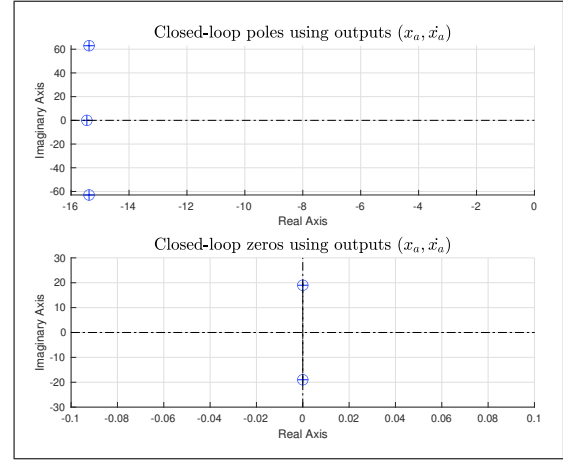 Closed-loop poles using outputs (x_a, ẋ_a)
60
40
20
0
-20
-40
-60
Imaginary Axis
-16 -14 -12 -10 -8 -6 -4 -2 0
Real Axis
Closed-loop zeros using outputs (x_a, ẋ_a)
30
20
10
0
-10
-20
-30
Imaginary Axis
-0.1 -0.08 -0.06 -0.04 -0.02 0 0.02 0.04 0.06 0.08 0.1
Real Axis